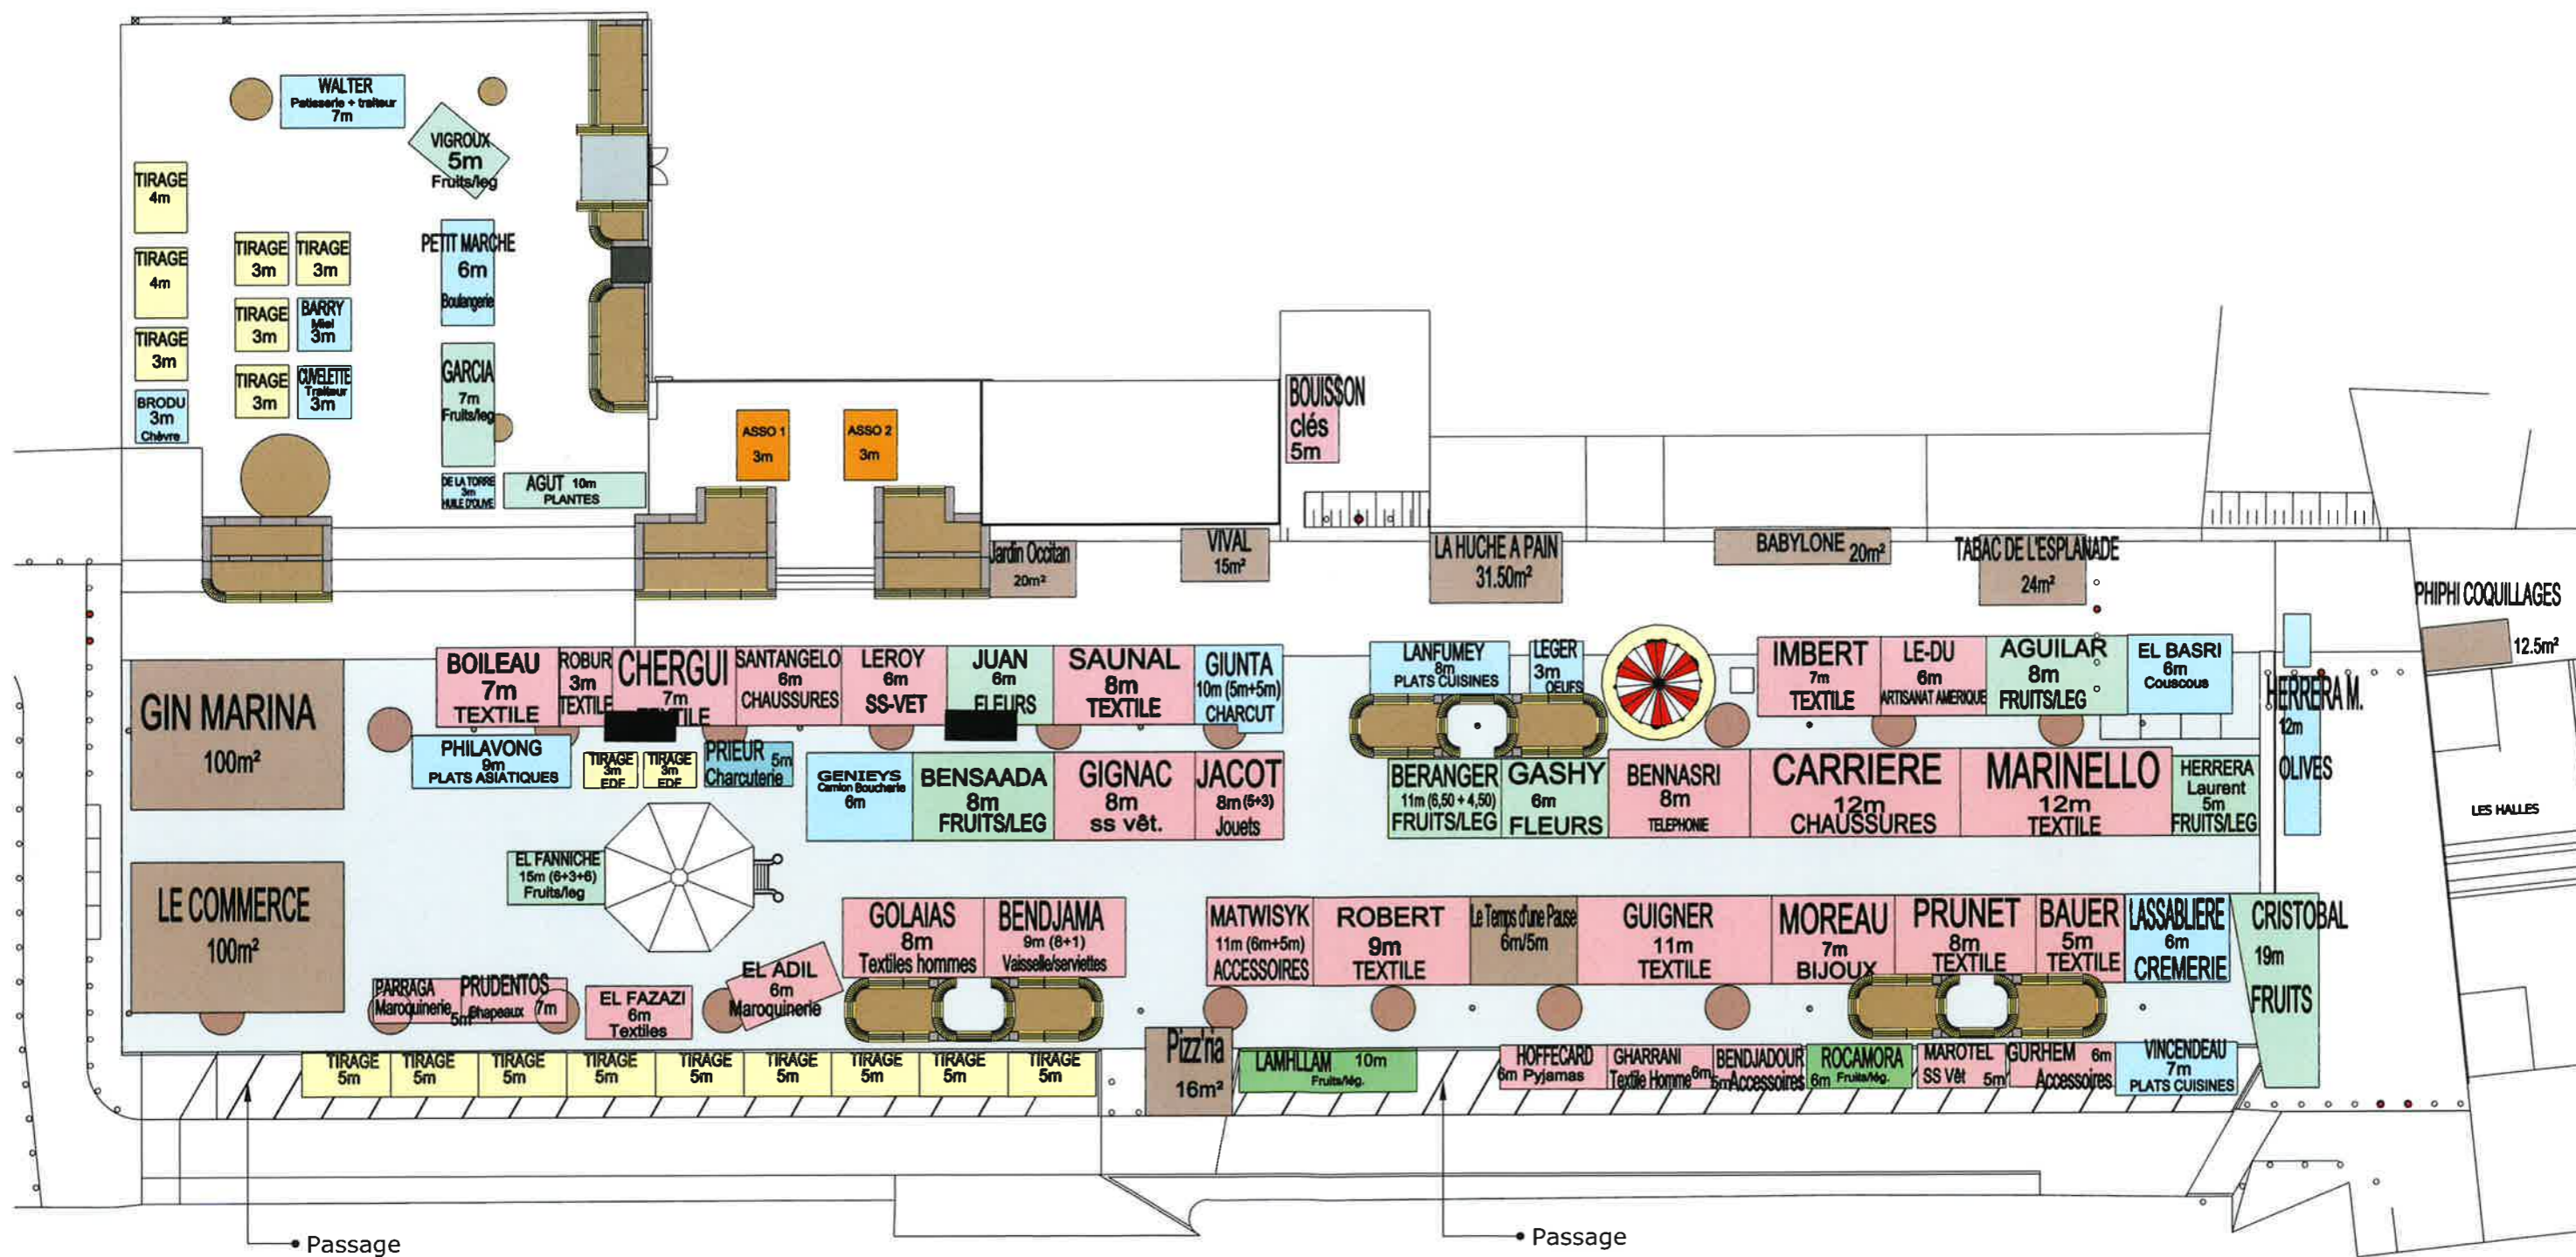 WALTER
Patisserie + traiteur
7m
VIGROUX
5m
Fruits/leg
TIRAGE
4m
TIRAGE
4m
TIRAGE
3m
BRODU
3m
Chèvre
TIRAGE
3m
TIRAGE
3m
TIRAGE
3m
BARRY
Miel
3m
TIRAGE
3m
CUVELETTE
Traiteur
3m
PETIT MARCHE
6m
Boulangerie
GARCIA
7m
Fruits/leg
DE LA TORRE
3m
HUILE D'OLIVE
AGUT 10m
PLANTES
ASSO 1
3m
ASSO 2
3m
BOUISSON
clés
5m
Jardin Occitan
20m²
VIVAL
15m²
LA HUCHE A PAIN
31.50m²
BABYLONE 20m²
TABAC DE L'ESPLANADE
24m²
PHIPHI COQUILLAGES
12.5m²
GIN MARINA
100m²
BOILEAU
7m
TEXTILE
ROBUR
3m
TEXTILE
CHERGUI
7m
TEXTILE
SANTANGELO
6m
CHAUSSURES
LEROY
6m
SS-VET
JUAN
6m
FLEURS
SAUNAL
8m
TEXTILE
GIUNTA
10m (5m+5m)
CHARCUT
LANFUMEY
8m
PLATS CUISINES
LEGER
3m
OEUFS
IMBERT
7m
TEXTILE
LE-DU
6m
ARTISANAT AMERIQUE
AGUILAR
8m
FRUITS/LEG
EL BASRI
6m
Couscous
HERRERA M.
12m
OLIVES
LES HALLES
PHILAVONG
9m
PLATS ASIATIQUES
TIRAGE
3m
EDF
TIRAGE
3m
EDF
PRIEUR 5m
Charcuterie
GENIEYS
Camion Boucherie
6m
BENSAADA
8m
FRUITS/LEG
GIGNAC
8m
ss vêt.
JACOT
8m (5+3)
Jouets
BERANGER
11m (6,50 + 4,50)
FRUITS/LEG
GASHY
6m
FLEURS
BENNASRI
8m
TELEPHONIE
CARRIERE
12m
CHAUSSURES
MARINELLO
12m
TEXTILE
HERRERA
Laurent
5m
FRUITS/LEG
LE COMMERCE
100m²
EL FANNICHE
15m (6+3+6)
Fruits/leg
GOLAIAS
8m
Textiles hommes
BENDJAMA
9m (8+1)
Vaisselle/serviettes
MATWISYK
11m (6m+5m)
ACCESSOIRES
ROBERT
9m
TEXTILE
Le Temps d'une Pause
6m/5m
GUIGNER
11m
TEXTILE
MOREAU
7m
BIJOUX
PRUNET
8m
TEXTILE
BAUER
5m
TEXTILE
LASSABLIERE
6m
CREMERIE
CRISTOBAL
19m
FRUITS
PARRAGA
Maroquinerie 5m
PRUDENTOS
Chapeaux 7m
EL FAZAZI
6m
Textiles
EL ADIL
6m
Maroquinerie
TIRAGE
5m
TIRAGE
5m
TIRAGE
5m
TIRAGE
5m
TIRAGE
5m
TIRAGE
5m
TIRAGE
5m
TIRAGE
5m
TIRAGE
5m
Pizz'ria
16m²
LAMHLLAM 10m
Fruits/lég.
HOFFECARD
6m Pyjamas
GHARRANI
Textile Homme 6m
BENDJADOUR
5m Accessoires
ROCAMORA
6m Fruits/lég.
MAROTEL
SS Vêt 5m
GURHEM 6m
Accessoires
VINCENDEAU
7m
PLATS CUISINES
Passage
Passage